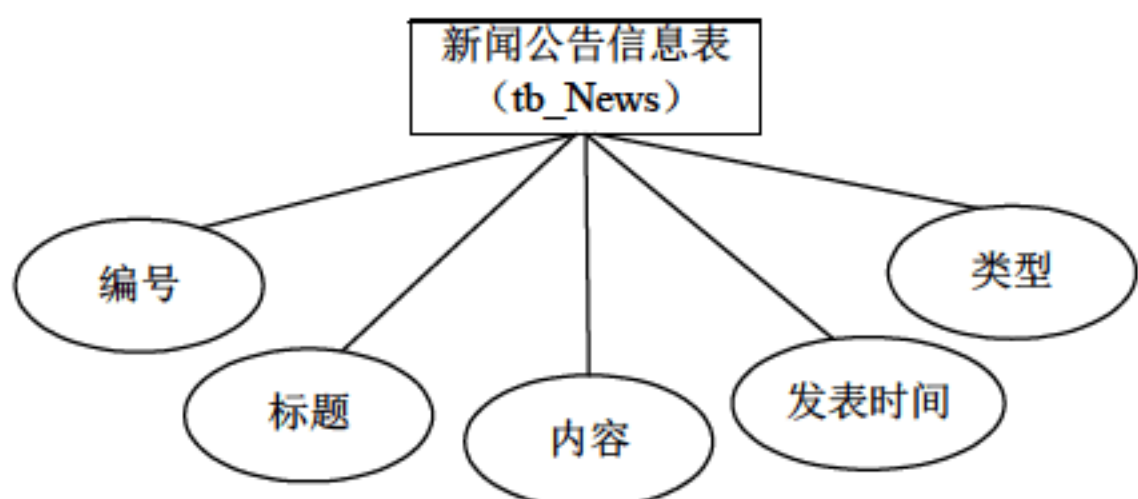 新闻公告信息表
（tb_News）
编号
标题
内容
发表时间
类型